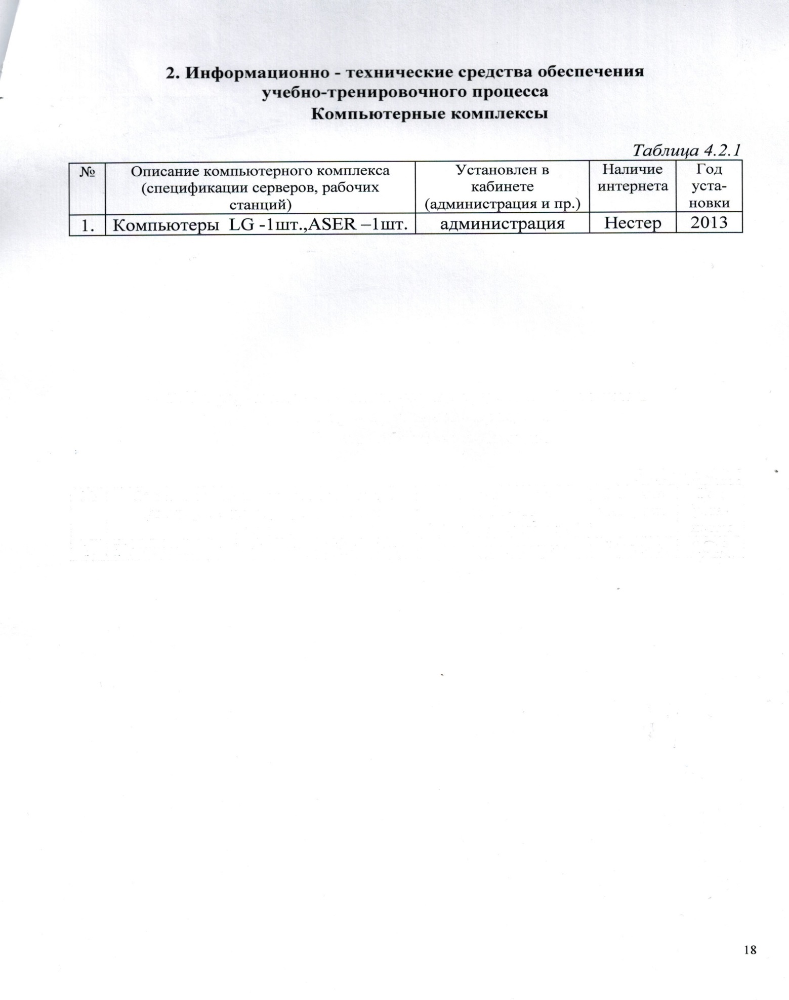 2. Информационно - технические средства обеспечения
учебно-тренировочного процесса
Компьютерные комплексы
Таблица 4.2.1
№ Описание компьютерного комплекса (спецификации серверов, рабочих станций) Установлен в кабинете (администрация и пр.) Наличие интернета Год уста-новки
1. Компьютеры LG -1шт.,ASER –1шт. администрация Нестер 2013
18